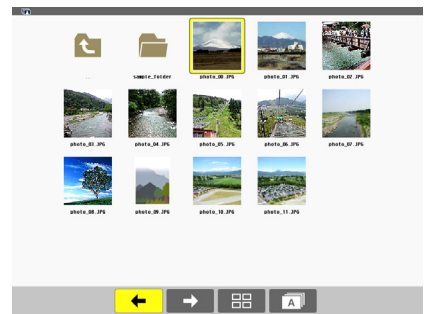 ..
sample_folder photo_00.JPG photo_01.JPG photo_02.JPG
photo_03.JPG photo_04.JPG photo_05.JPG photo_06.JPG photo_07.JPG
photo_08.JPG photo_09.JPG photo_10.JPG photo_11.JPG
A